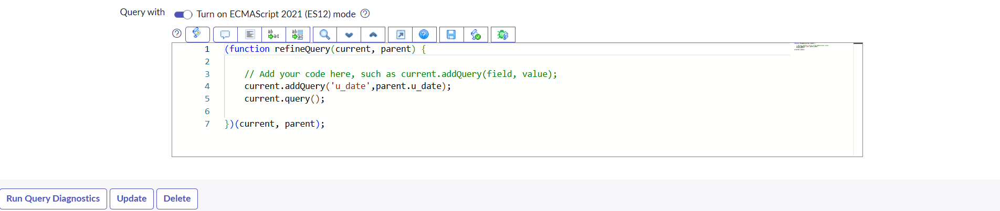 Query with
Turn on ECMAScript 2021 (ES12) mode
1 (function refineQuery(current, parent) {
2
3 // Add your code here, such as current.addQuery(field, value);
4 current.addQuery('u_date',parent.u_date);
5 current.query();
6
7 })(current, parent);
Run Query Diagnostics Update Delete